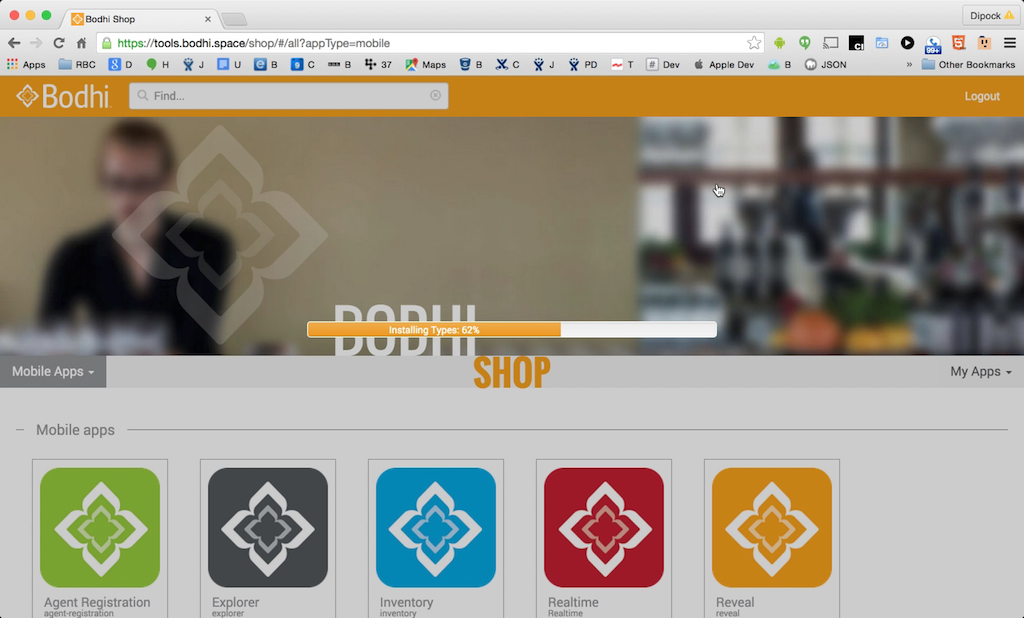 Bodhi Shop
Dipock
https://tools.bodhi.space/shop/#/all?appType=mobile
Apps RBC D H J U B C B 37 Maps B C J PD T Dev Apple Dev B JSON » Other Bookmarks
99+
Bodhi Find... Logout
BODHI
Installing Types: 62%
SHOP
Mobile Apps My Apps
Mobile apps
Agent Registration Explorer Inventory Realtime Reveal
agent-registration explorer inventory Realtime reveal